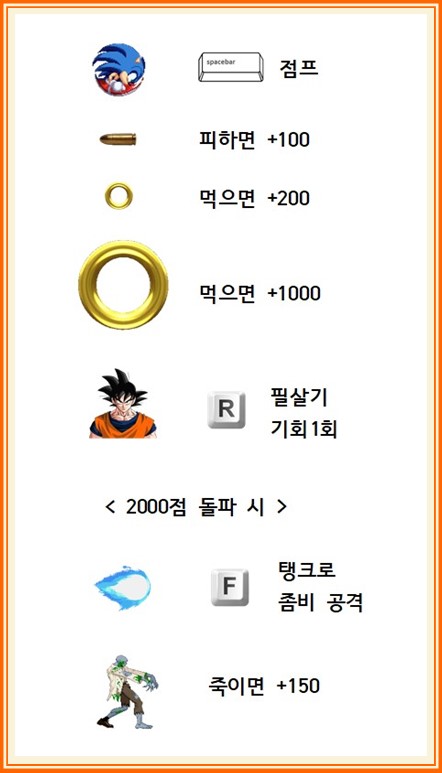 spacebar 점프
피하면 +100
먹으면 +200
먹으면 +1000
R 필살기
기회1회
< 2000점 돌파 시 >
F 탱크로
좀비 공격
죽이면 +150